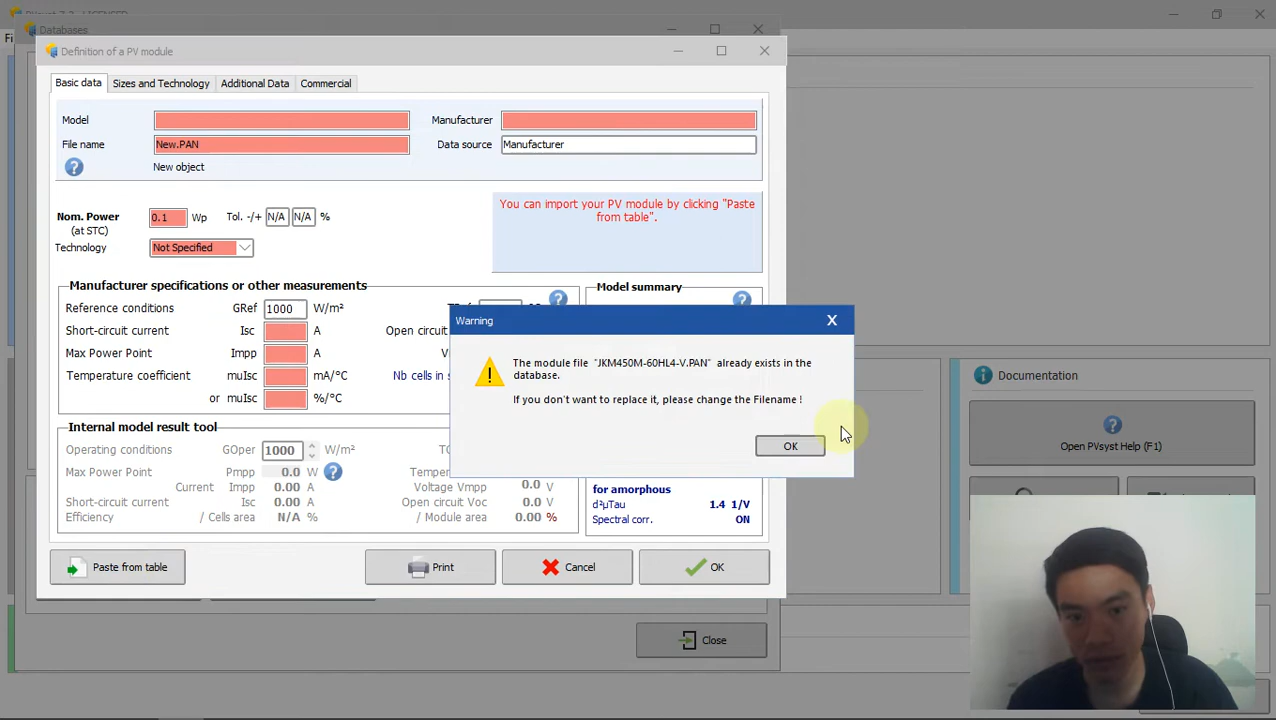 Databases
Definition of a PV module
Basic data Sizes and Technology Additional Data Commercial
Model Manufacturer
File name New.PAN Data source Manufacturer
? New object
Nom. Power 0.1 Wp Tol. -/+ N/A N/A %
(at STC)
Technology Not Specified
You can import your PV module by clicking "Paste
from table".
Manufacturer specifications or other measurements
Model summary
Reference conditions GRef 1000 W/m²
Short-circuit current Isc A Open circuit
Max Power Point Impp A
Temperature coefficient muIsc mA/°C Nb cells in s
or muIsc %/°C
Warning X
The module file "JKM450M-60HL4-V.PAN" already exists in the
database.
If you don't want to replace it, please change the Filename !
OK
Internal model result tool
Operating conditions GOper 1000 W/m²
Max Power Point Pmpp 0.0 W ? Temper
Current Impp 0.00 A Voltage Vmpp 0.0 V
Short-circuit current Isc 0.00 A Open circuit Voc 0.0 V
Efficiency / Cells area N/A % / Module area 0.00 %
for amorphous
d²µTau 1.4 1/V
Spectral corr. ON
Paste from table Print Cancel OK
Close
Documentation
Open PVsyst Help (F1)